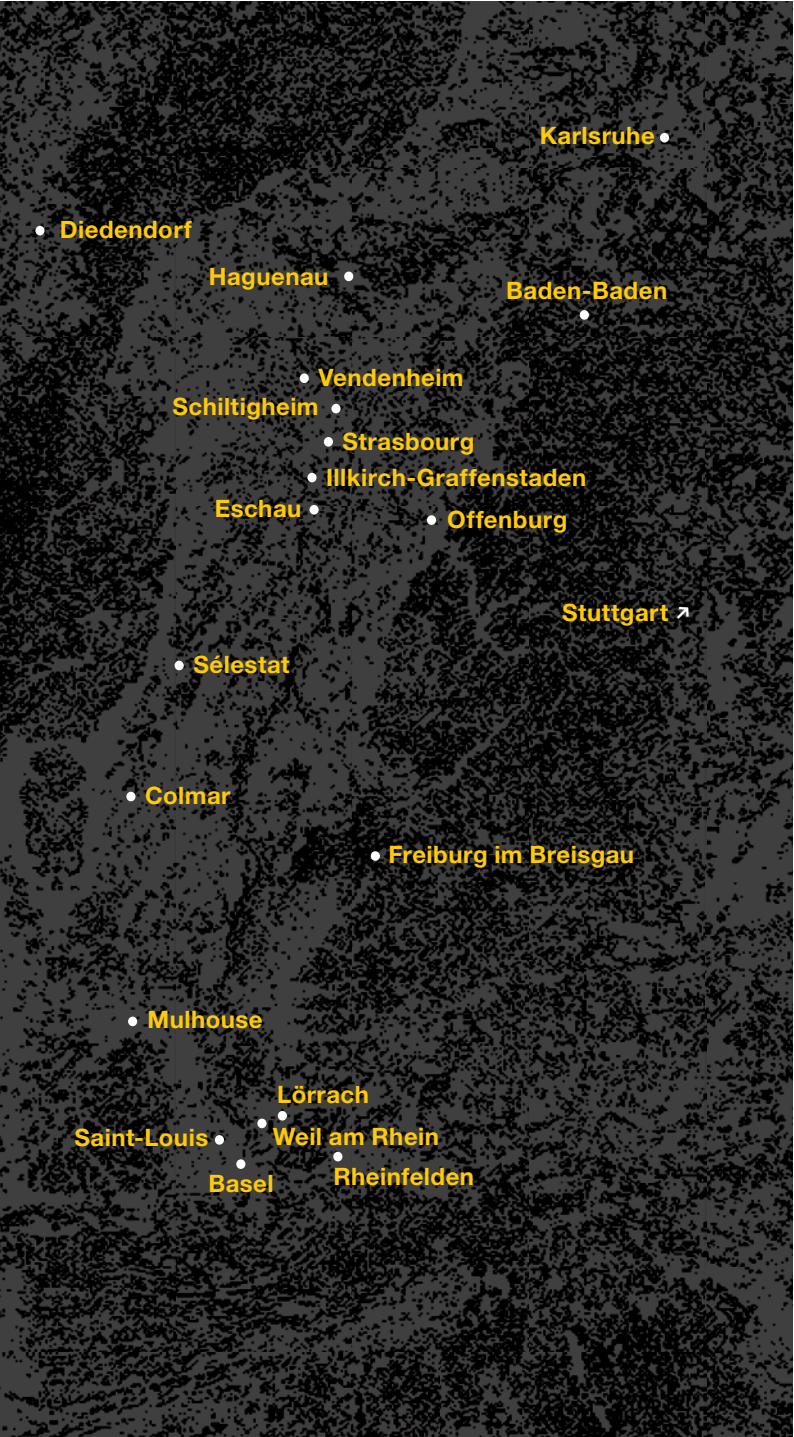 Karlsruhe
Diedendorf
Haguenau
Baden-Baden
Vendenheim
Schiltigheim
Strasbourg
Illkirch-Graffenstaden
Eschau
Offenburg
Stuttgart ↗
Sélestat
Colmar
Freiburg im Breisgau
Mulhouse
Lörrach
Weil am Rhein
Saint-Louis
Rheinfelden
Basel